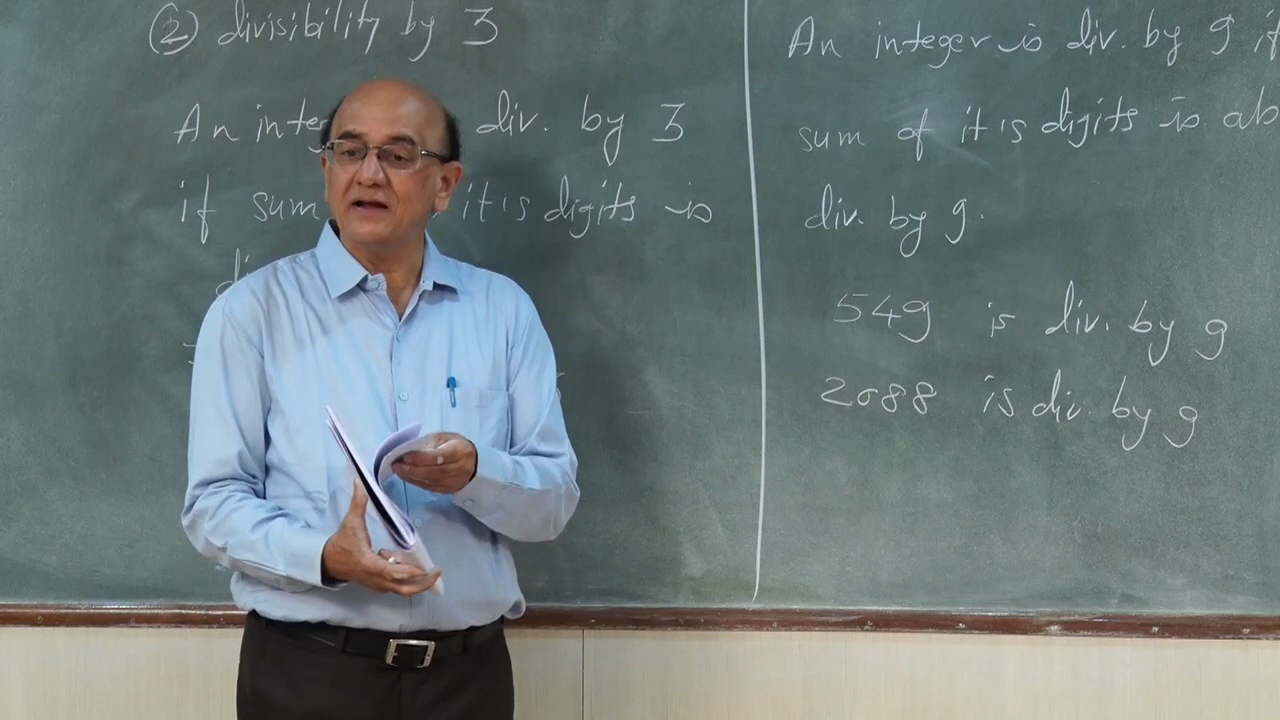 ② divisibility by 3
An integ div. by 3
if sum it's digits is
di
An integer is div. by 9 if
sum of it's digits is
div. by 9.
549 is div. by 9
2088 is div. by 9